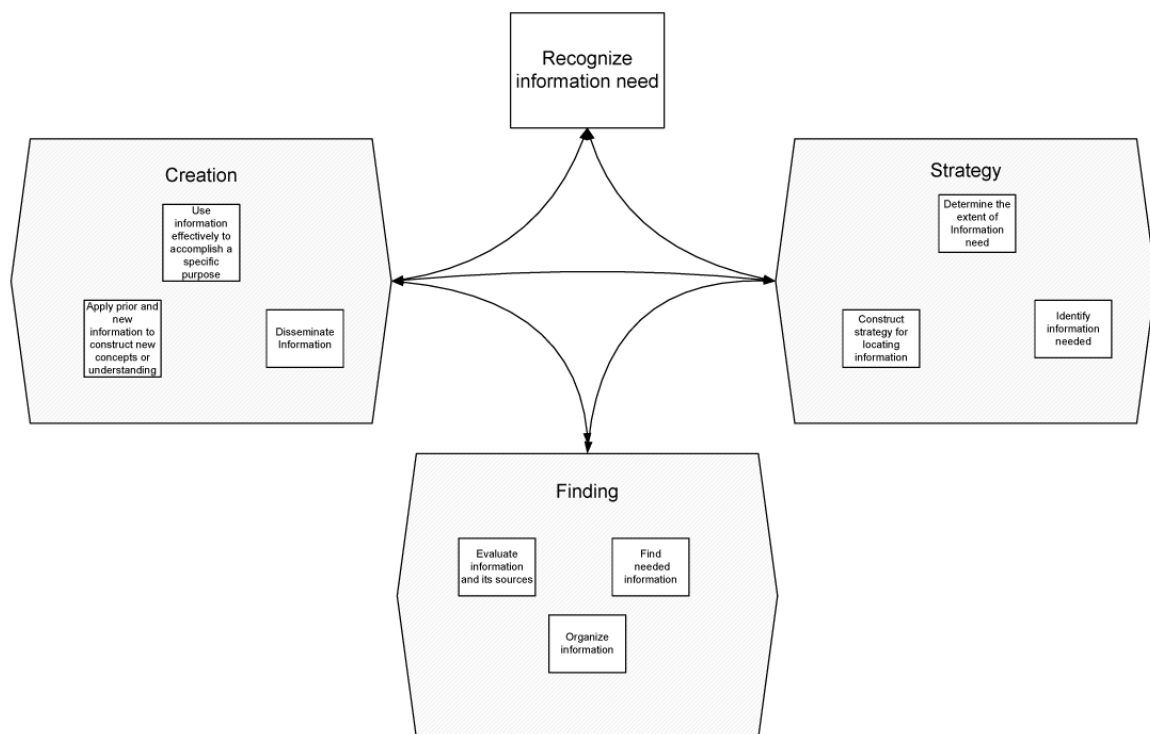 Recognize
information need
Creation
Use
information
effectively to
accomplish a
specific
purpose
Apply prior and
new
information to
construct new
concepts or
understanding
Disseminate
Information
Strategy
Determine the
extent of
Information
need
Construct
strategy for
locating
information
Identify
information
needed
Finding
Evaluate
information
and its sources
Find
needed
information
Organize
information